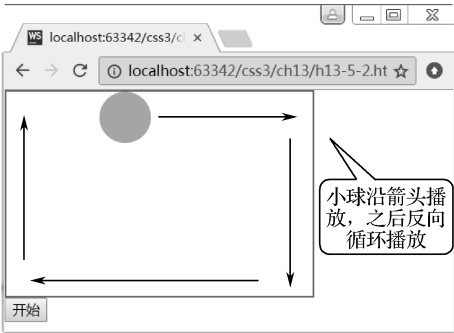 WS localhost:63342/css3/c
localhost:63342/css3/ch13/h13-5-2.ht
小球沿箭头播
放，之后反向
循环播放
开始